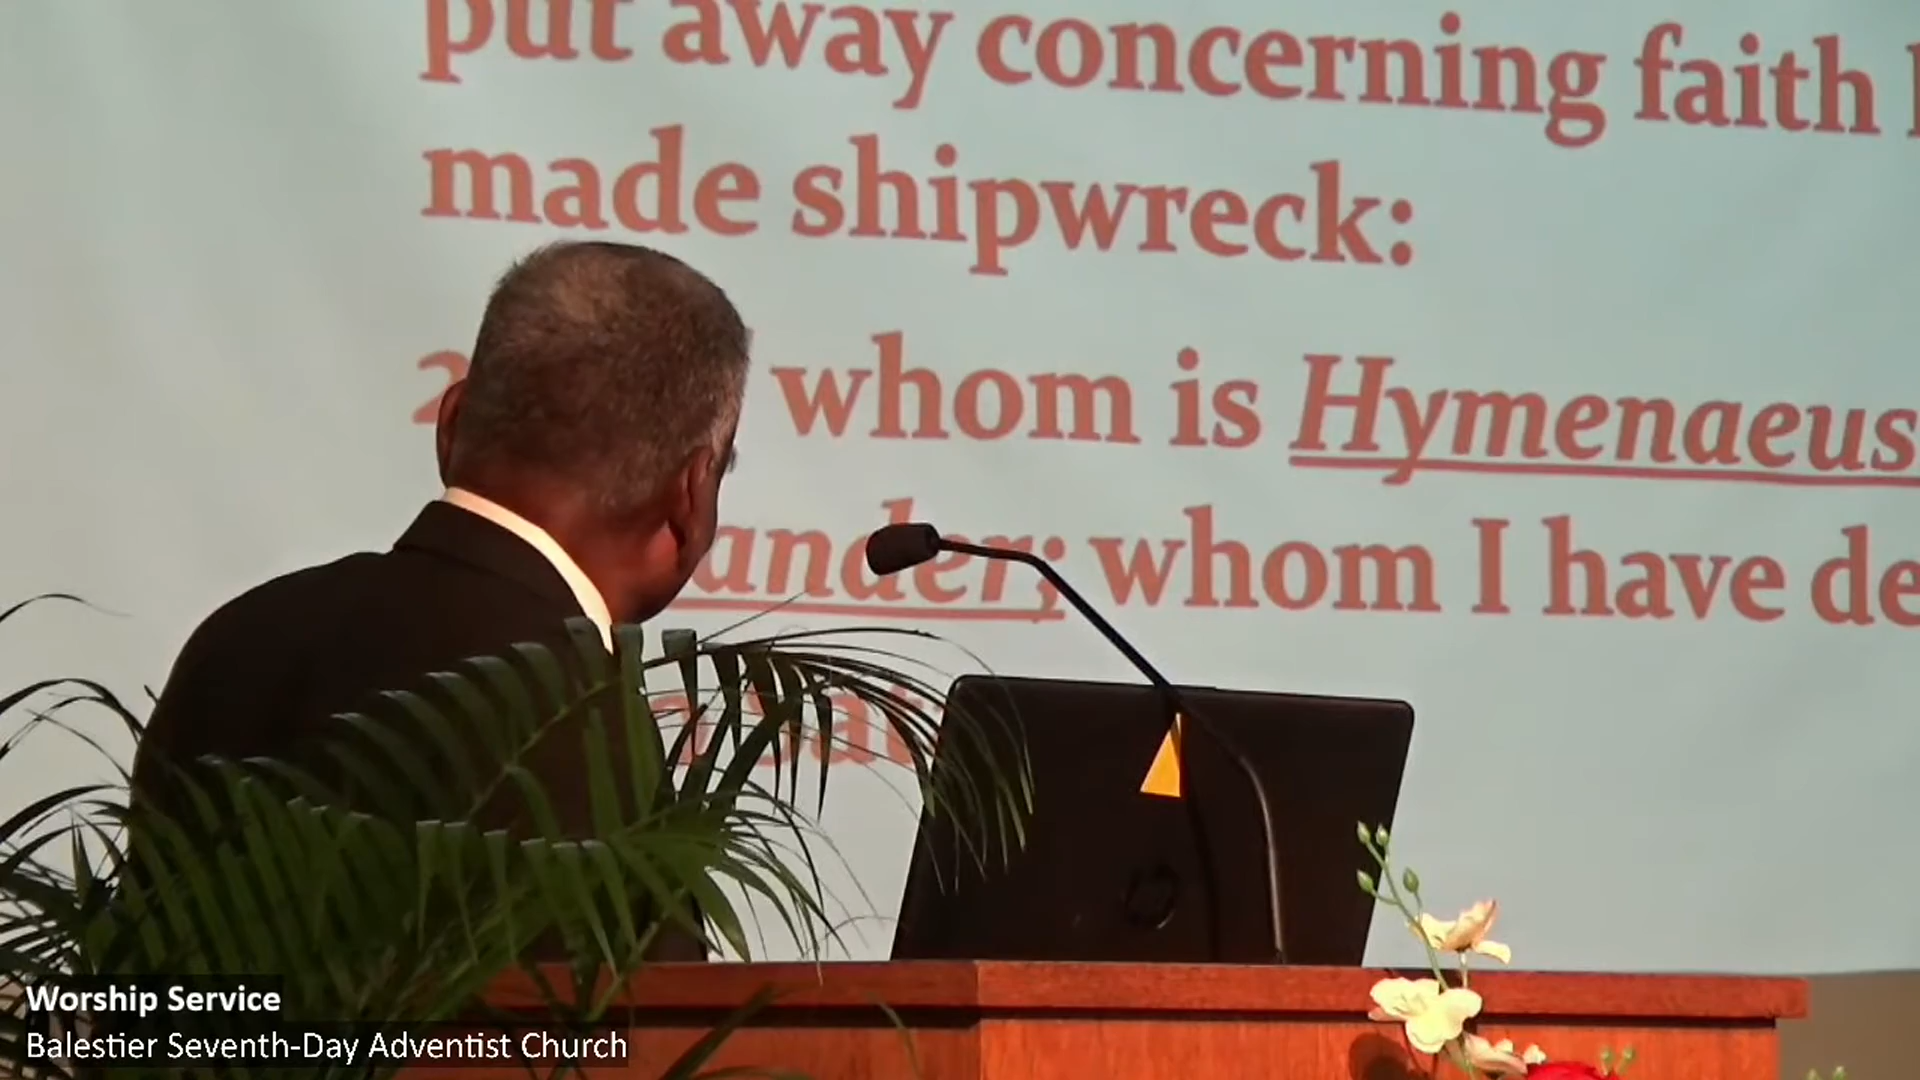 put away concerning faith
made shipwreck:
whom is Hymenaeus
ander; whom I have de
Worship Service
Balestier Seventh-Day Adventist Church